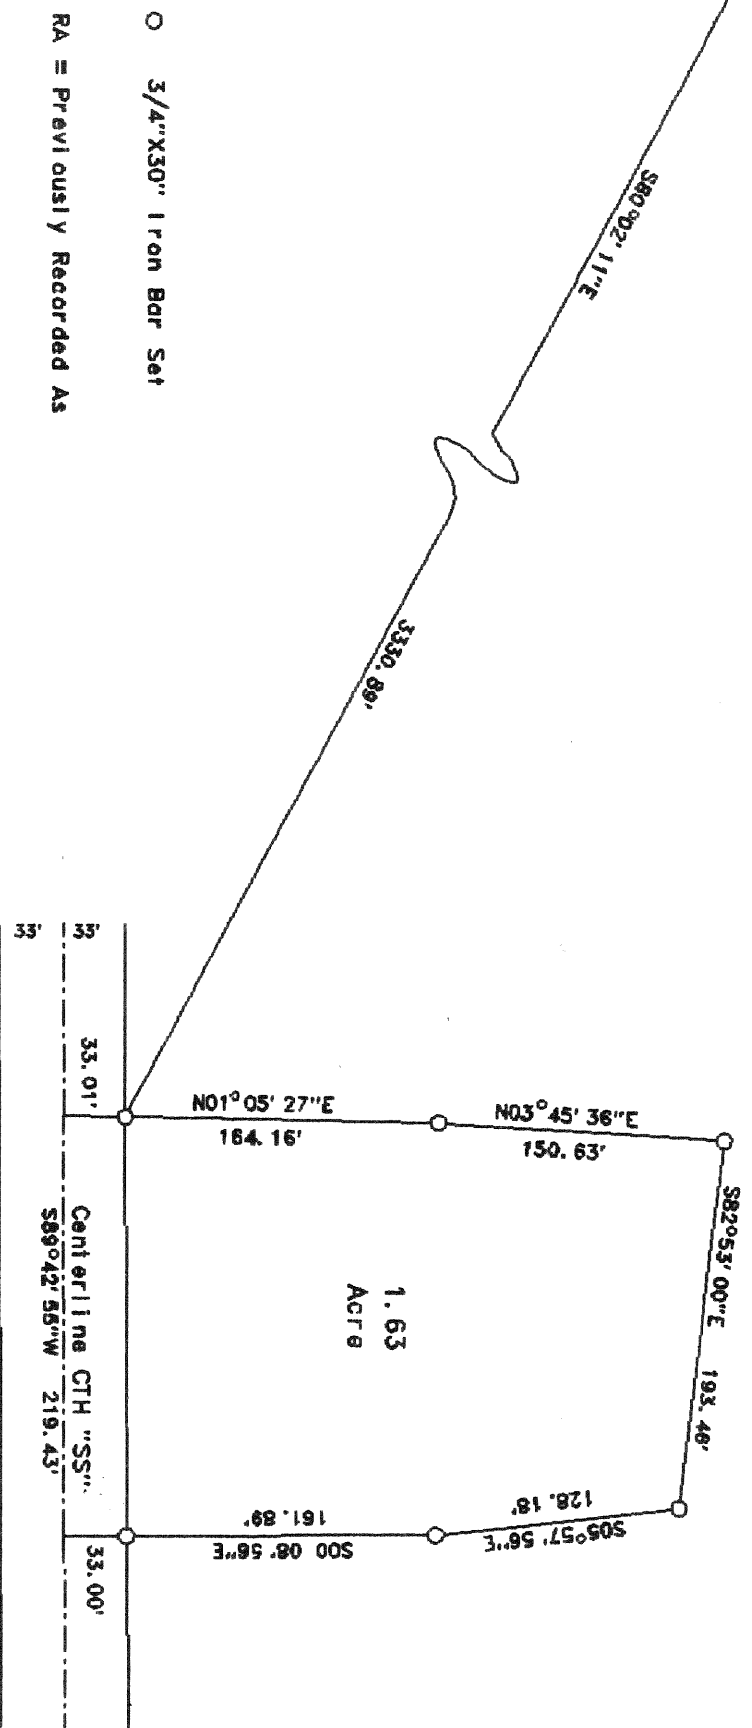 S80°02'11"E
3330.89'
○ 3/4"X30" Iron Bar Set
RA = Previously Recorded As
N03°45'36"E
150.63'
N01°05'27"E
164.16'
S82°53'00"E 193.46'
1.63
Acre
128.18'
S05°57'56"E
161.89'
S00 08'56"E
33'
33'
33.01'
Centerline CTH "SS"
S89°42'55"W 219.43'
33.00'